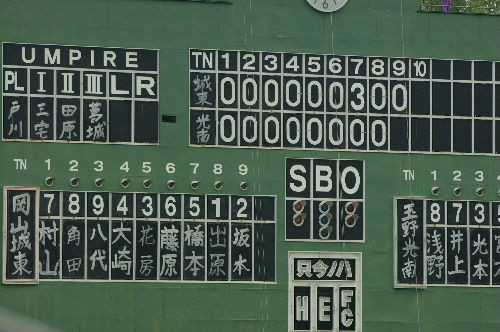 UMPIRE
PL I II III L R
戸川 三宅 田原 葛城
TN 1 2 3 4 5 6 7 8 9 10
城東 0 0 0 0 0 0 3 0 0
光南 0 0 0 0 0 0 0 0
S B O
TN 1 2 3 4 5 6 7 8 9
岡山城東 7 8 9 4 3 6 5 1 2
村山 角田 八代 大崎 花房 藤原 橋本 出原 坂本
TN 1 2 3
玉野光南 8 7 3
浅野 井上 光本
只今ノハ
H E FC